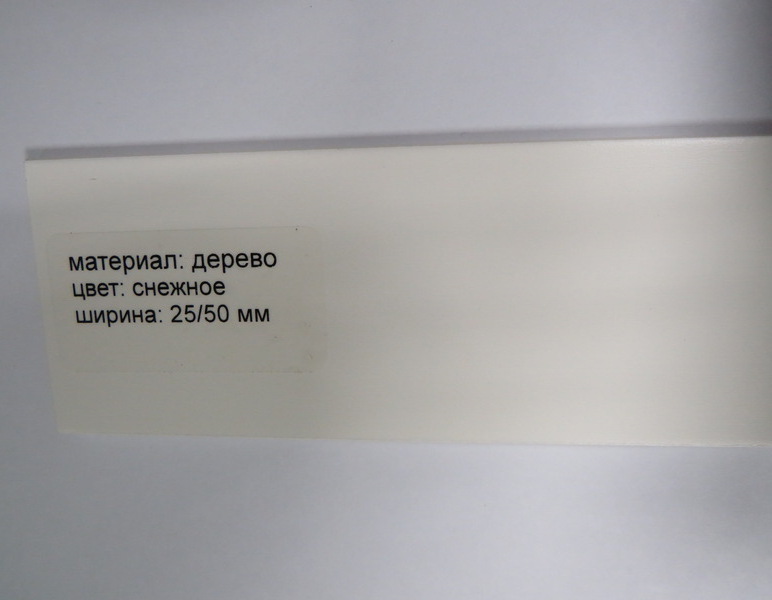 материал: дерево
цвет: снежное
ширина: 25/50 мм